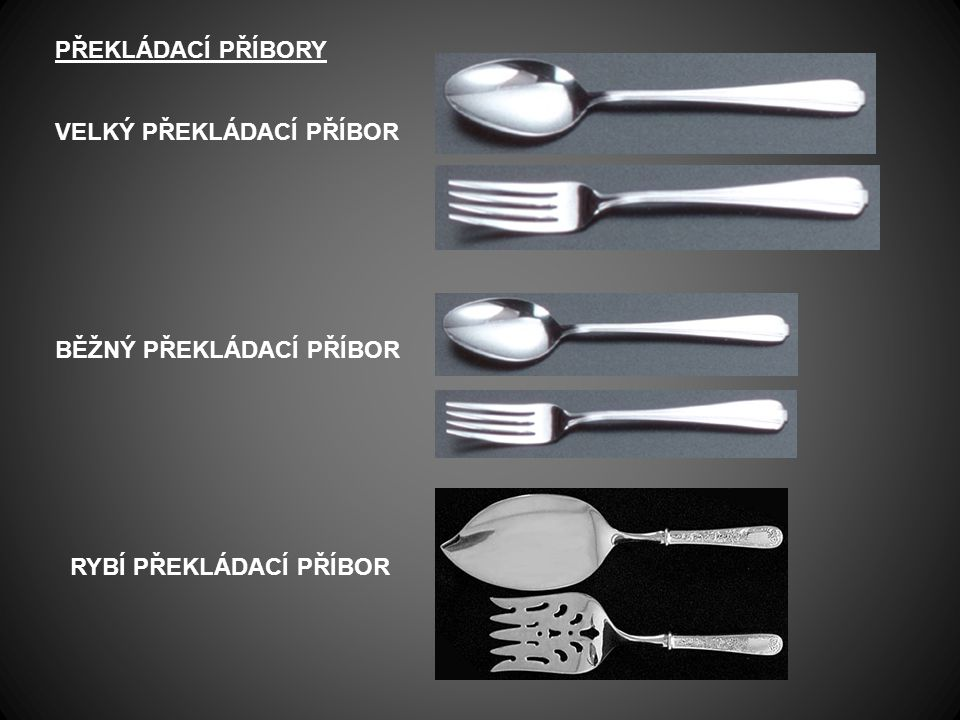 PŘEKLÁDACÍ PŘÍBORY
VELKÝ PŘEKLÁDACÍ PŘÍBOR
BĚŽNÝ PŘEKLÁDACÍ PŘÍBOR
RYBÍ PŘEKLÁDACÍ PŘÍBOR